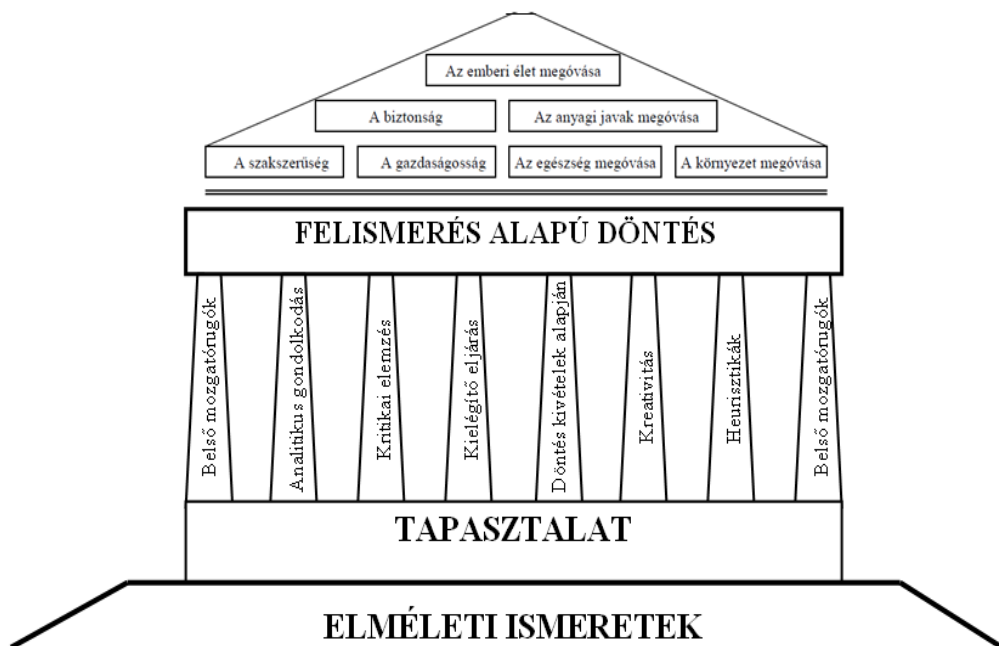 Az emberi élet megóvása
A biztonság
Az anyagi javak megóvása
A szakszerűség
A gazdaságosság
Az egészség megóvása
A környezet megóvása
FELISMERÉS ALAPÚ DÖNTÉS
Belső mozgatórugók
Analitikus gondolkodás
Kritikai elemzés
Kielégítő eljárás
Döntés kivételek alapján
Kreativitás
Heurisztikák
Belső mozgatórugók
TAPASZTALAT
ELMÉLETI ISMERETEK